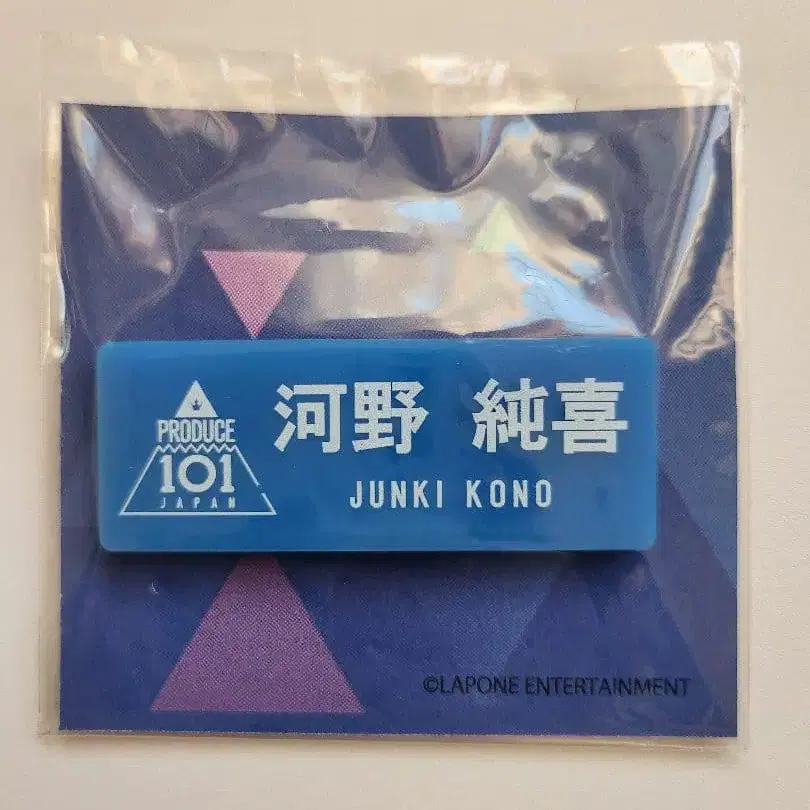 PRODUCE
101
JAPAN
河野 純喜
JUNKI KONO
©LAPONE ENTERTAINMENT